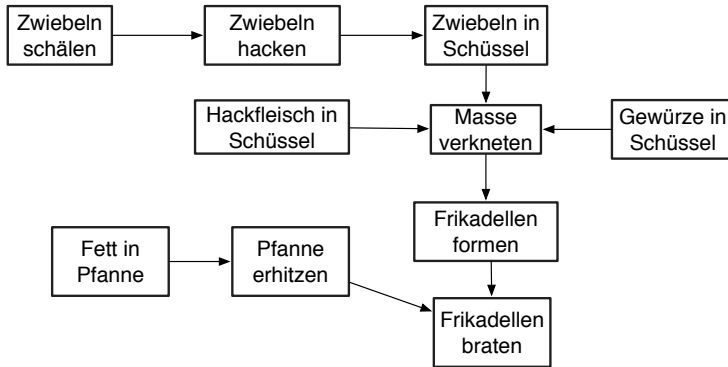 Zwiebeln
schälen
Zwiebeln
hacken
Zwiebeln in
Schüssel
Hackfleisch in
Schüssel
Masse
verkneten
Gewürze in
Schüssel
Frikadellen
formen
Fett in
Pfanne
Pfanne
erhitzen
Frikadellen
braten